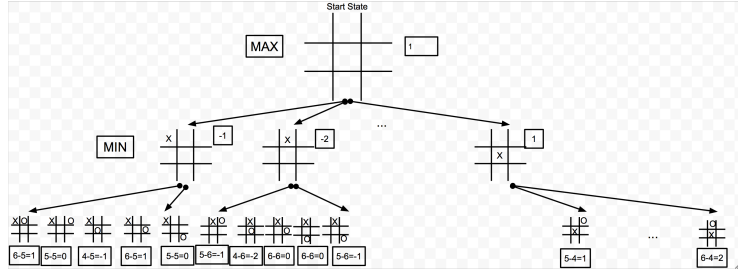 Start State
MAX
1
...
MIN
X
-1
X
-2
X
1
X O
X O
X O
X O
X O
X O
X O
X O
X O
X O
X O
...
X O
6-5=1
5-5=0
4-5=-1
6-5=1
5-5=0
5-6=-1
4-6=-2
6-6=0
6-6=0
5-6=-1
5-4=1
6-4=2